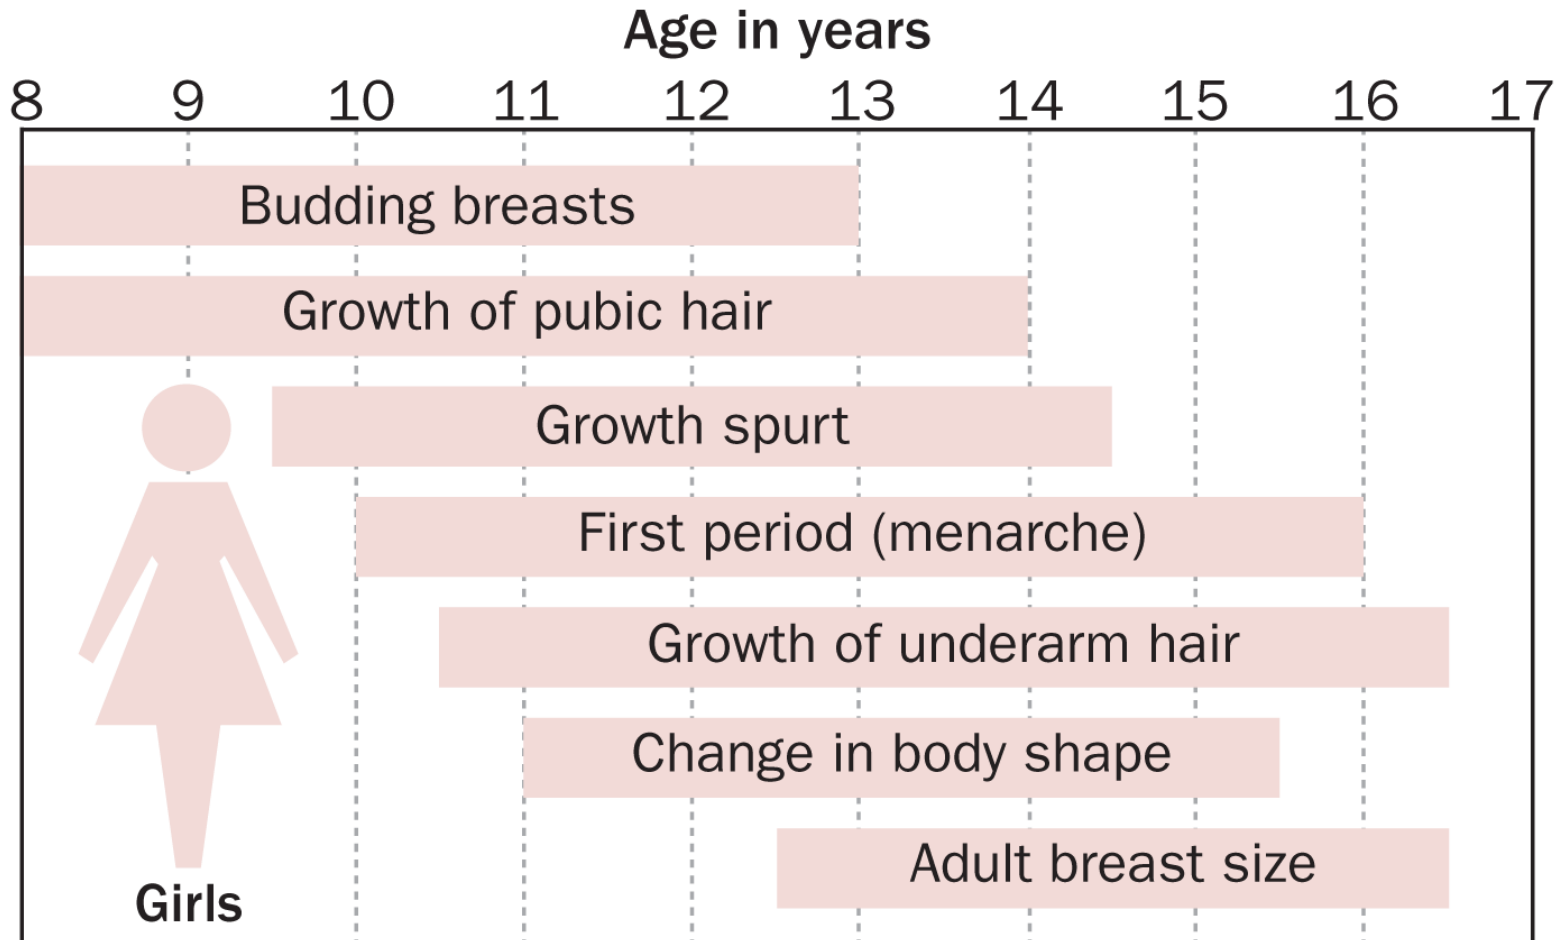 Age in years
8 9 10 11 12 13 14 15 16 17
Budding breasts
Growth of pubic hair
Growth spurt
First period (menarche)
Growth of underarm hair
Change in body shape
Adult breast size
Girls